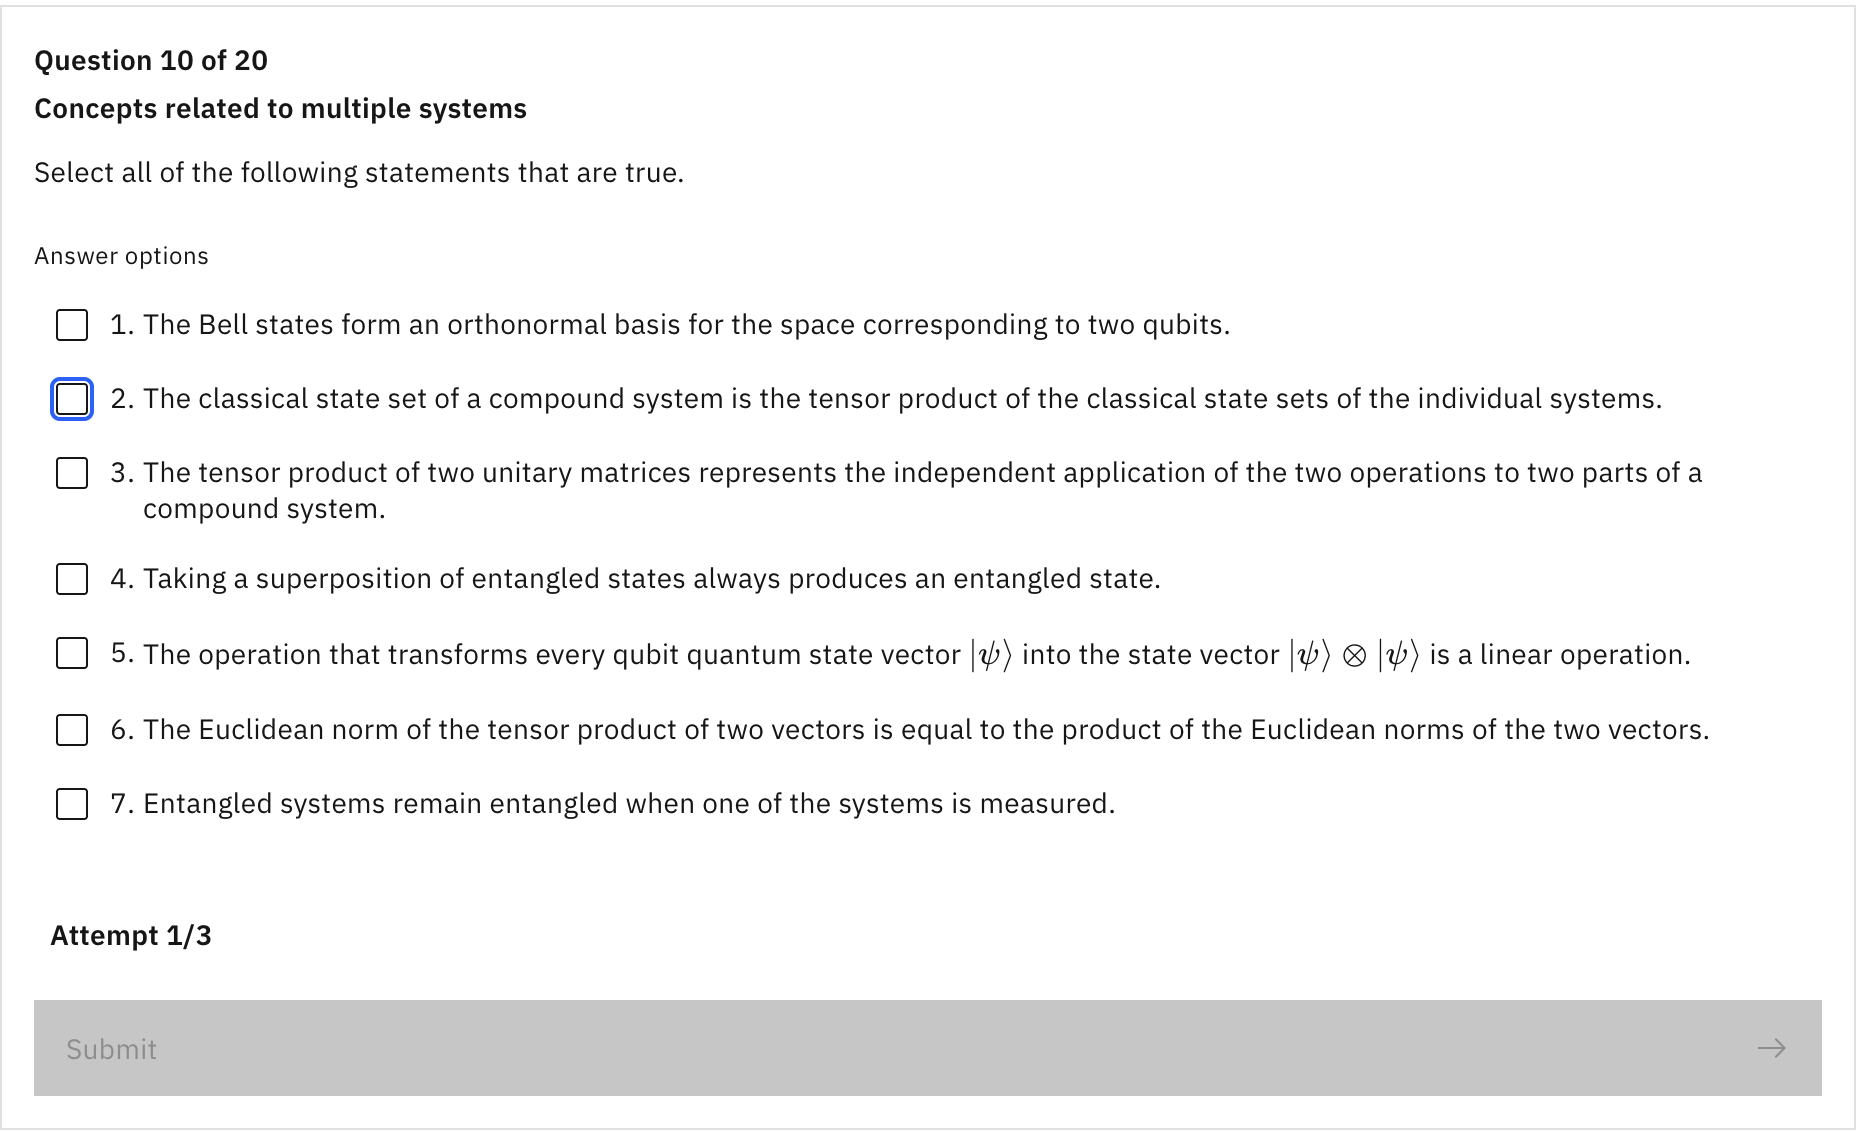 Question 10 of 20
Concepts related to multiple systems
Select all of the following statements that are true.
Answer options
1. The Bell states form an orthonormal basis for the space corresponding to two qubits.
2. The classical state set of a compound system is the tensor product of the classical state sets of the individual systems.
3. The tensor product of two unitary matrices represents the independent application of the two operations to two parts of a
compound system.
4. Taking a superposition of entangled states always produces an entangled state.
5. The operation that transforms every qubit quantum state vector |ψ⟩ into the state vector |ψ⟩ ⊗ |ψ⟩ is a linear operation.
6. The Euclidean norm of the tensor product of two vectors is equal to the product of the Euclidean norms of the two vectors.
7. Entangled systems remain entangled when one of the systems is measured.
Attempt 1/3
Submit →